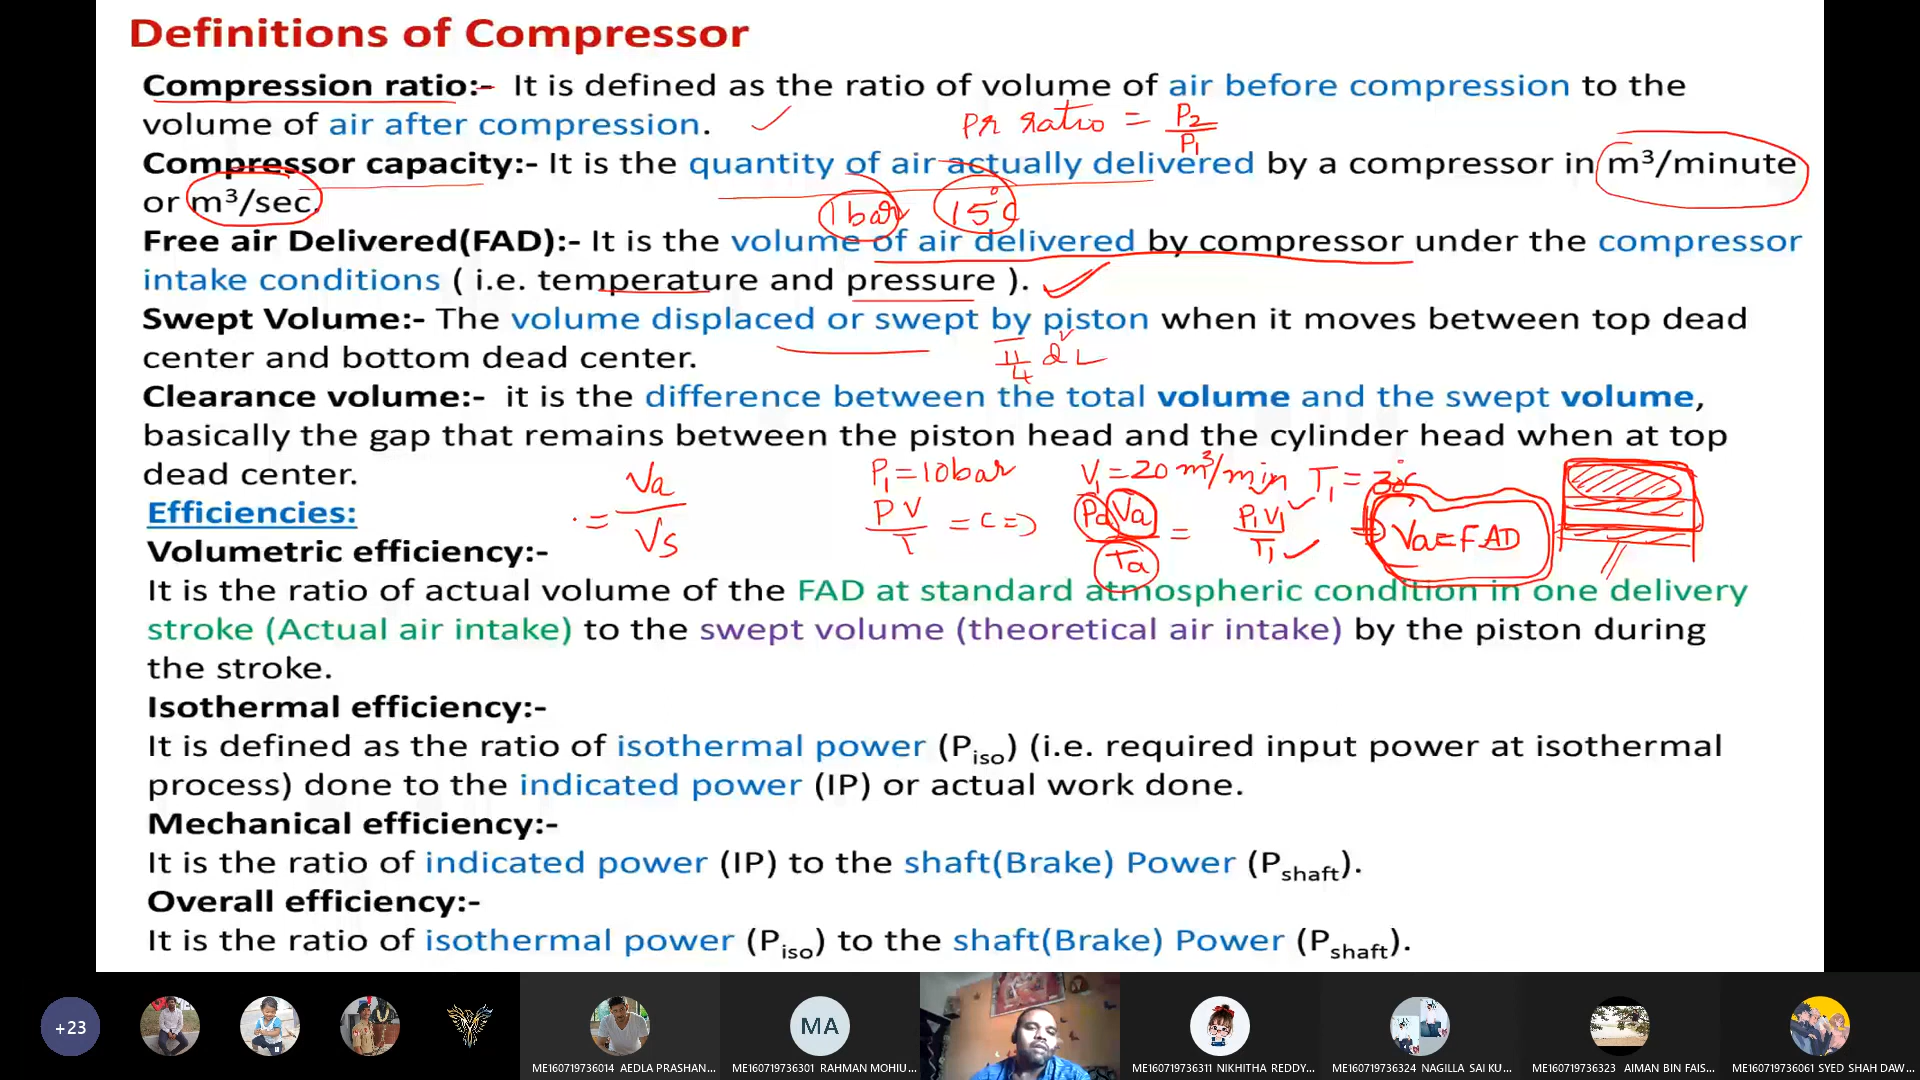 Definitions of Compressor
Compression ratio:- It is defined as the ratio of volume of air before compression to the
volume of air after compression.
Pr ratio = P2/P1
Compressor capacity:- It is the quantity of air actually delivered by a compressor in m³/minute
or m³/sec.
1bar 15°c
Free air Delivered(FAD):- It is the volume of air delivered by compressor under the compressor
intake conditions ( i.e. temperature and pressure ).
Swept Volume:- The volume displaced or swept by piston when it moves between top dead
center and bottom dead center.
π/4 d² L
Clearance volume:- it is the difference between the total volume and the swept volume,
basically the gap that remains between the piston head and the cylinder head when at top
dead center.
P1 = 10bar V1 = 20 m³/min T1 =
= Va/Vs
PV/T = C => PaVa/Ta = P1V1/T1
Va = FAD
Efficiencies:
Volumetric efficiency:-
It is the ratio of actual volume of the FAD at standard atmospheric condition in one delivery
stroke (Actual air intake) to the swept volume (theoretical air intake) by the piston during
the stroke.
Isothermal efficiency:-
It is defined as the ratio of isothermal power (Piso) (i.e. required input power at isothermal
process) done to the indicated power (IP) or actual work done.
Mechanical efficiency:-
It is the ratio of indicated power (IP) to the shaft(Brake) Power (Pshaft).
Overall efficiency:-
It is the ratio of isothermal power (Piso) to the shaft(Brake) Power (Pshaft).
+23
MA
ME160719736014 AEDLA PRASHAN...
ME160719736301 RAHMAN MOHIU...
ME160719736311 NIKHITHA REDDY...
ME160719736324 NAGILLA SAI KU...
ME160719736323 AIMAN BIN FAIS...
ME160719736061 SYED SHAH DAW...